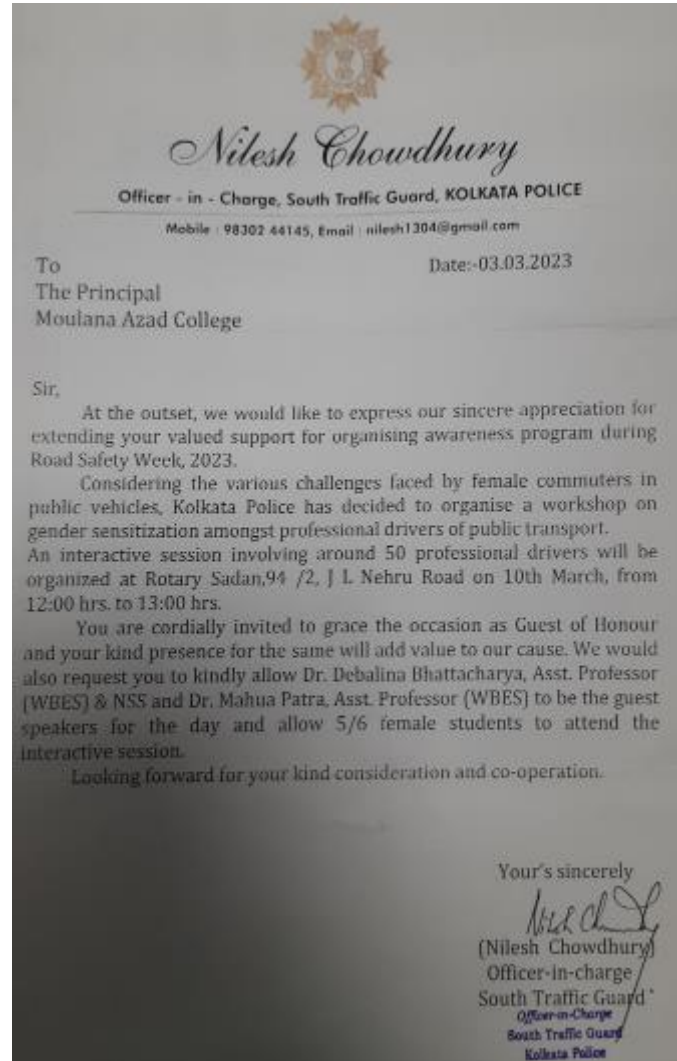 Nilesh Chowdhury
Officer - in - Charge, South Traffic Guard, KOLKATA POLICE
Mobile : 98302 44145, Email : nilesh1304@gmail.com
To
Date:-03.03.2023
The Principal
Moulana Azad College
Sir,
At the outset, we would like to express our sincere appreciation for
extending your valued support for organising awareness program during
Road Safety Week, 2023.
Considering the various challenges faced by female commuters in
public vehicles, Kolkata Police has decided to organise a workshop on
gender sensitization amongst professional drivers of public transport.
An interactive session involving around 50 professional drivers will be
organized at Rotary Sadan,94 /2, J L Nehru Road on 10th March, from
12:00 hrs. to 13:00 hrs.
You are cordially invited to grace the occasion as Guest of Honour
and your kind presence for the same will add value to our cause. We would
also request you to kindly allow Dr. Debalina Bhattacharya, Asst. Professor
(WBES) & NSS and Dr. Mahua Patra, Asst. Professor (WBES) to be the guest
speakers for the day and allow 5/6 female students to attend the
interactive session.
Looking forward for your kind consideration and co-operation.
Your's sincerely
(Nilesh Chowdhury)
Officer-in-charge
South Traffic Guard
Officer-in-Charge
South Traffic Guard
Kolkata Police